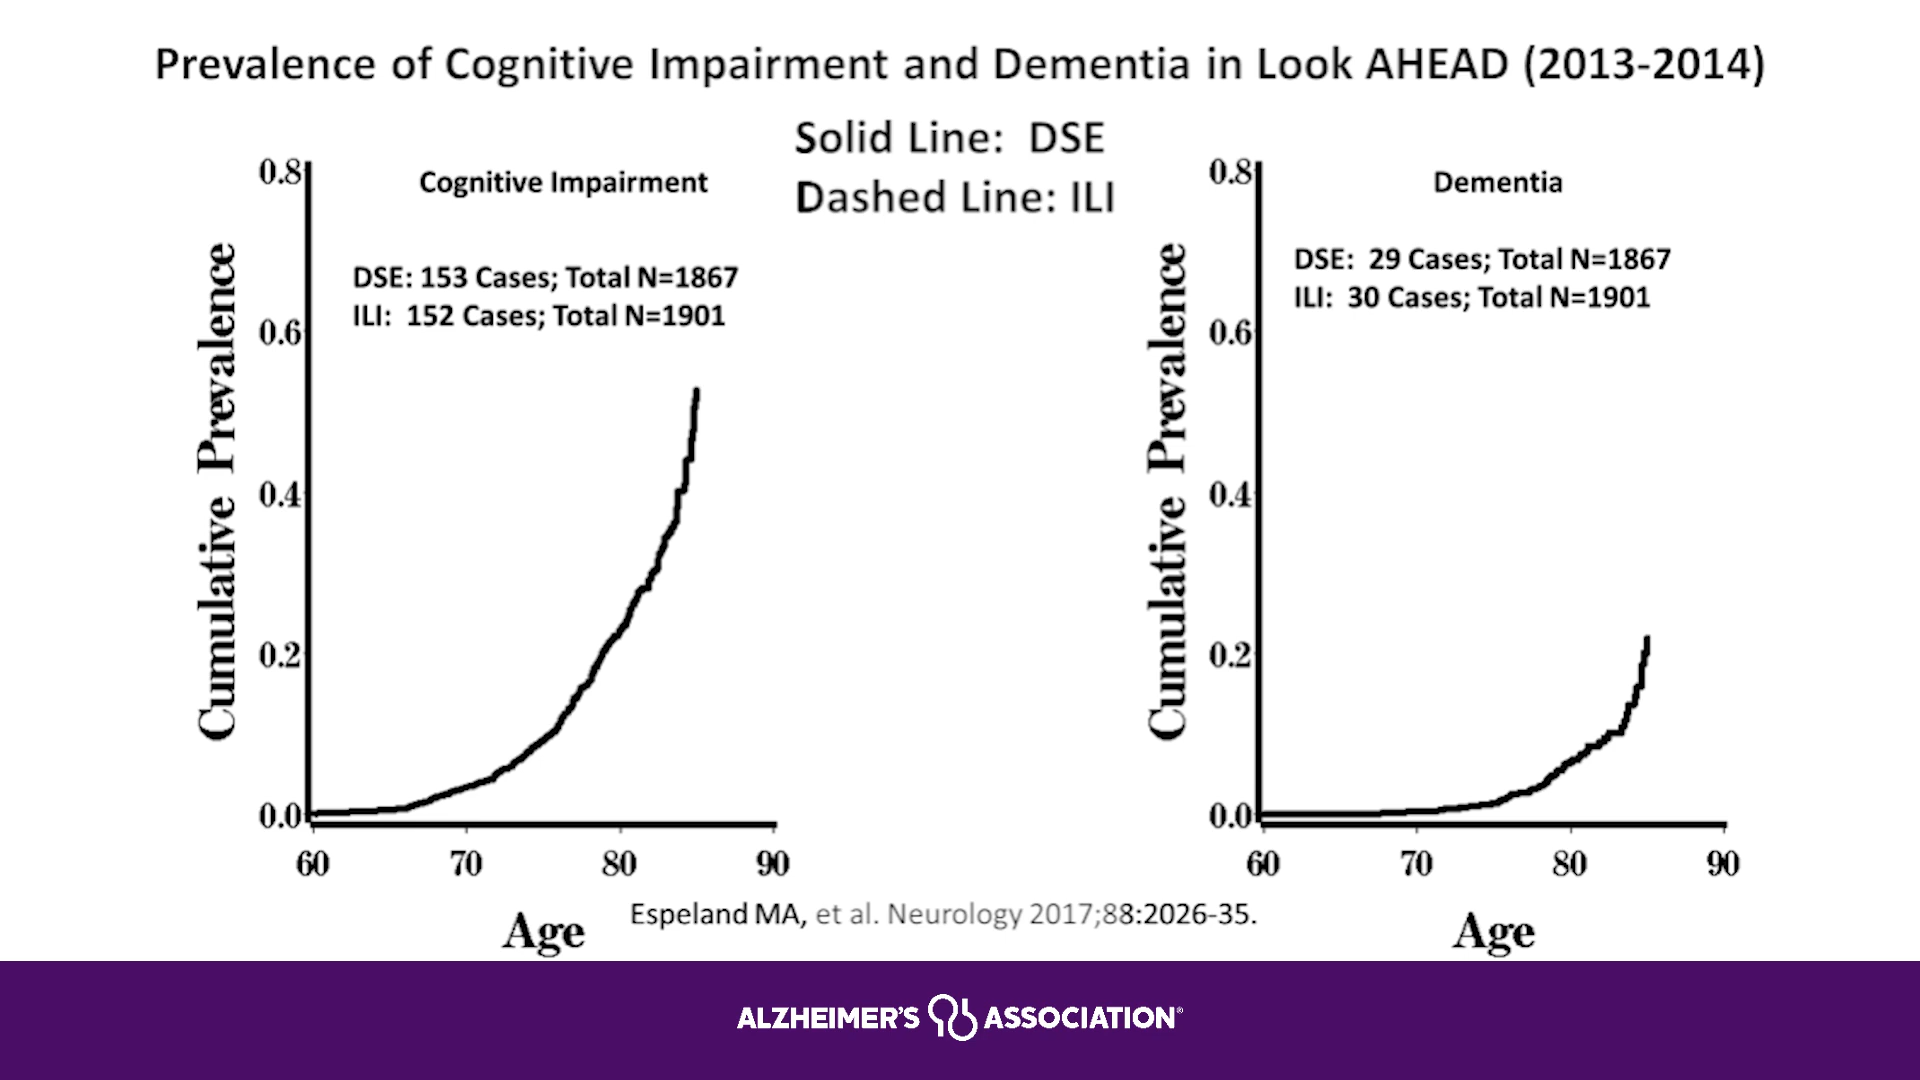 Prevalence of Cognitive Impairment and Dementia in Look AHEAD (2013-2014)
Solid Line:  DSE
Dashed Line: ILI
Cognitive Impairment
DSE: 153 Cases; Total N=1867
ILI:  152 Cases; Total N=1901
Cumulative Prevalence
0.8
0.6
0.4
0.2
0.0
60 70 80 90
Age
Dementia
DSE:  29 Cases; Total N=1867
ILI:  30 Cases; Total N=1901
Cumulative Prevalence
0.8
0.6
0.4
0.2
0.0
60 70 80 90
Age
Espeland MA, et al. Neurology 2017;88:2026-35.
ALZHEIMER'S ASSOCIATION®